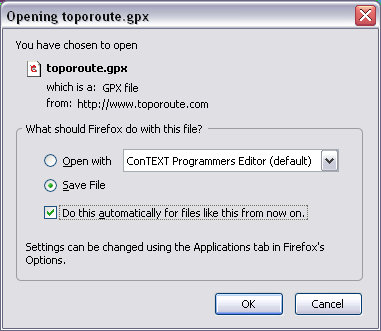 Opening toporoute.gpx
You have chosen to open
toporoute.gpx
which is a: GPX file
from: http://www.toporoute.com
What should Firefox do with this file?
Open with ConTEXT Programmers Editor (default)
Save File
Do this automatically for files like this from now on.
Settings can be changed using the Applications tab in Firefox's
Options.
OK Cancel